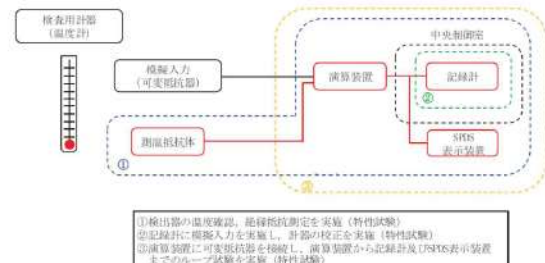 検査用計器
(温度計)
中央制御室
模擬入力
(可変抵抗器)
演算装置
記録計
②
測温抵抗体
SPDS
表示装置
①
③
①検出器の温度確認，絶縁抵抗測定を実施（特性試験）
②記録計に模擬入力を実施し，計器の校正を実施（特性試験）
③演算装置に可変抵抗器を接続し，演算装置から記録計及びSPDS表示装置
までのループ試験を実施（特性試験）